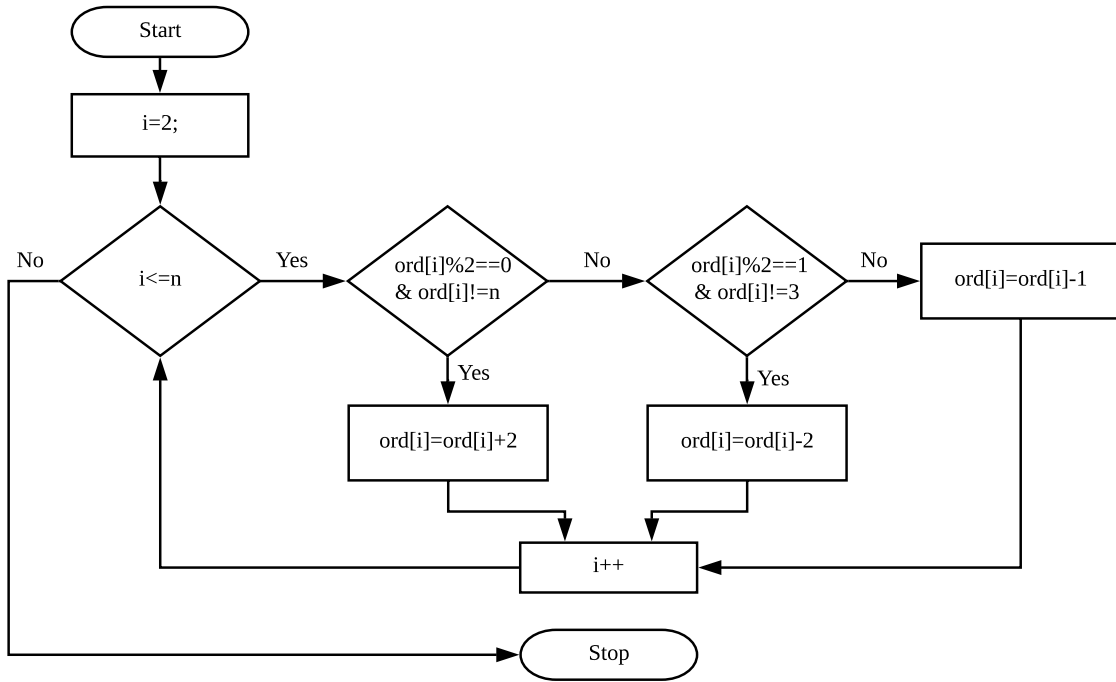 Start
i=2;
No
i<=n
Yes
ord[i]%2==0
& ord[i]!=n
No
ord[i]%2==1
& ord[i]!=3
No
ord[i]=ord[i]-1
Yes
Yes
ord[i]=ord[i]+2
ord[i]=ord[i]-2
i++
Stop